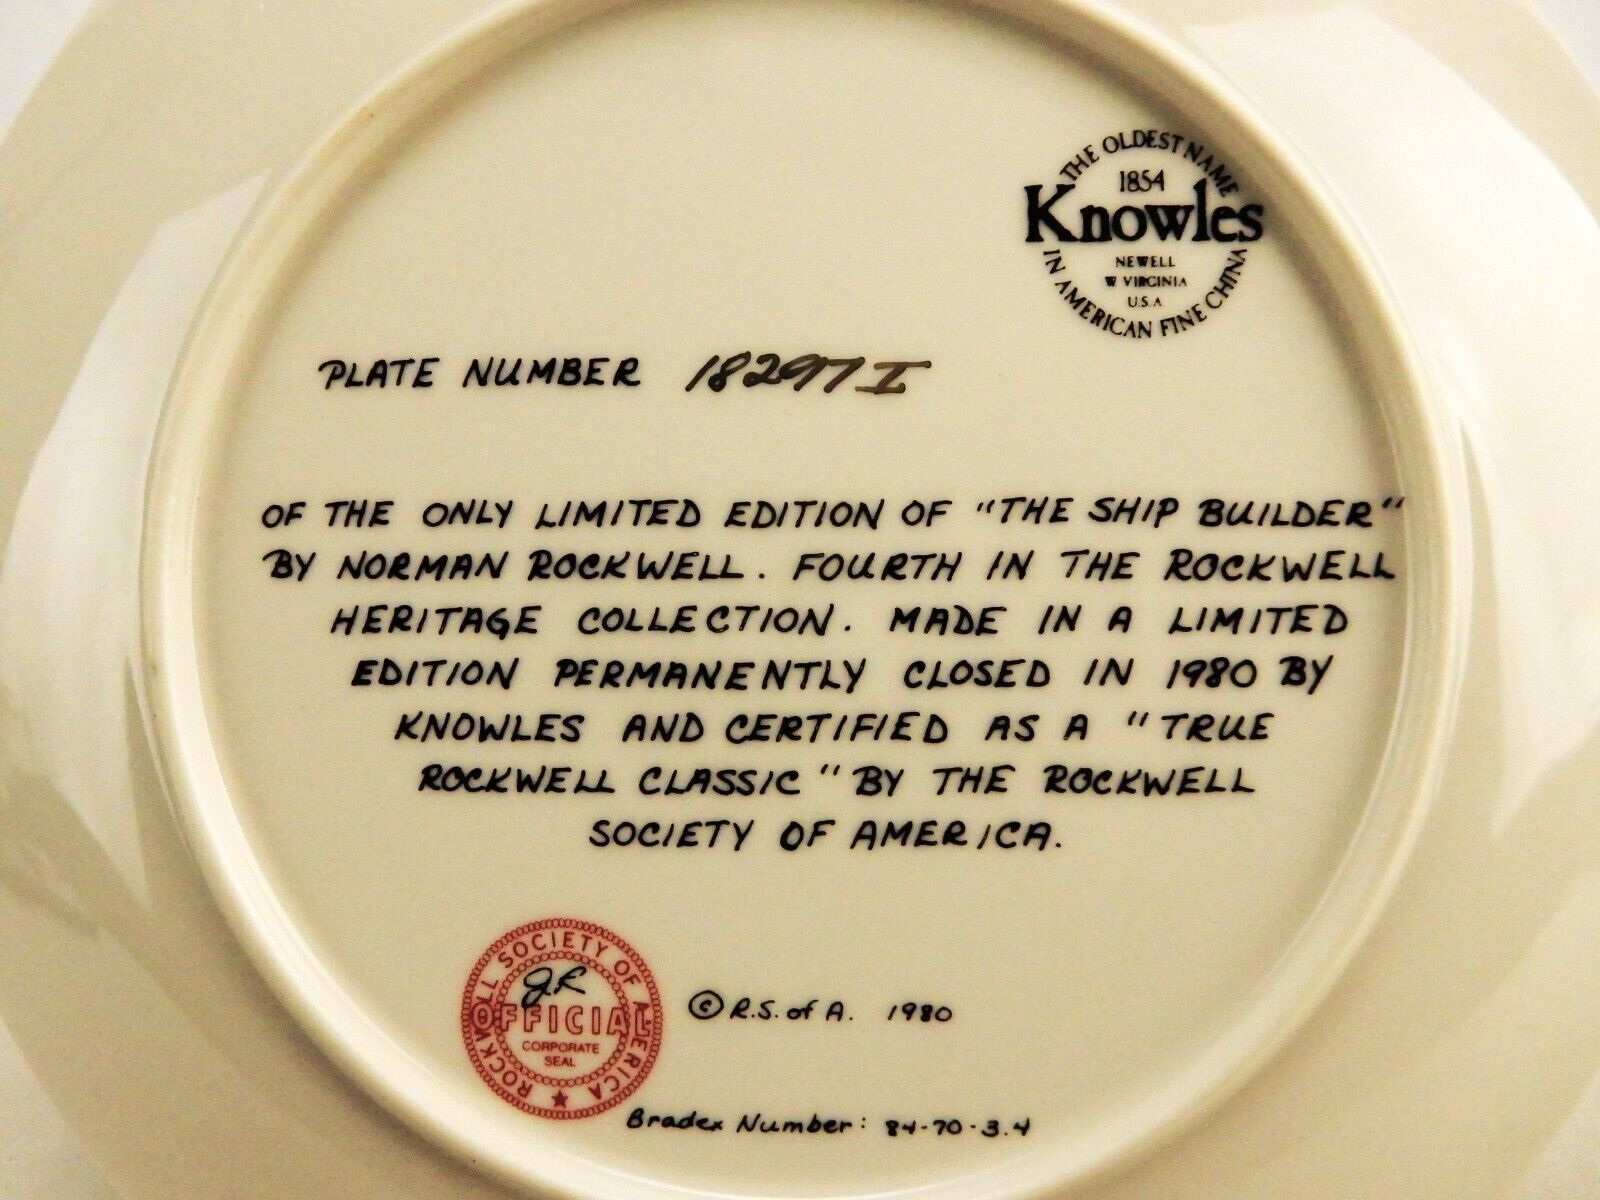 THE OLDEST NAME
1854
Knowles
NEWELL
W. VIRGINIA
U.S.A
IN AMERICAN FINE CHINA
PLATE NUMBER 18297 I
OF THE ONLY LIMITED EDITION OF "THE SHIP BUILDER"
BY NORMAN ROCKWELL. FOURTH IN THE ROCKWELL
HERITAGE COLLECTION. MADE IN A LIMITED
EDITION PERMANENTLY CLOSED IN 1980 BY
KNOWLES AND CERTIFIED AS A "TRUE
ROCKWELL CLASSIC" BY THE ROCKWELL
SOCIETY OF AMERICA.
ROCKWELL SOCIETY OF AMERICA
JR
OFFICIAL
CORPORATE
SEAL
© R.S. of A. 1980
Bradex Number: 84-70-3.4